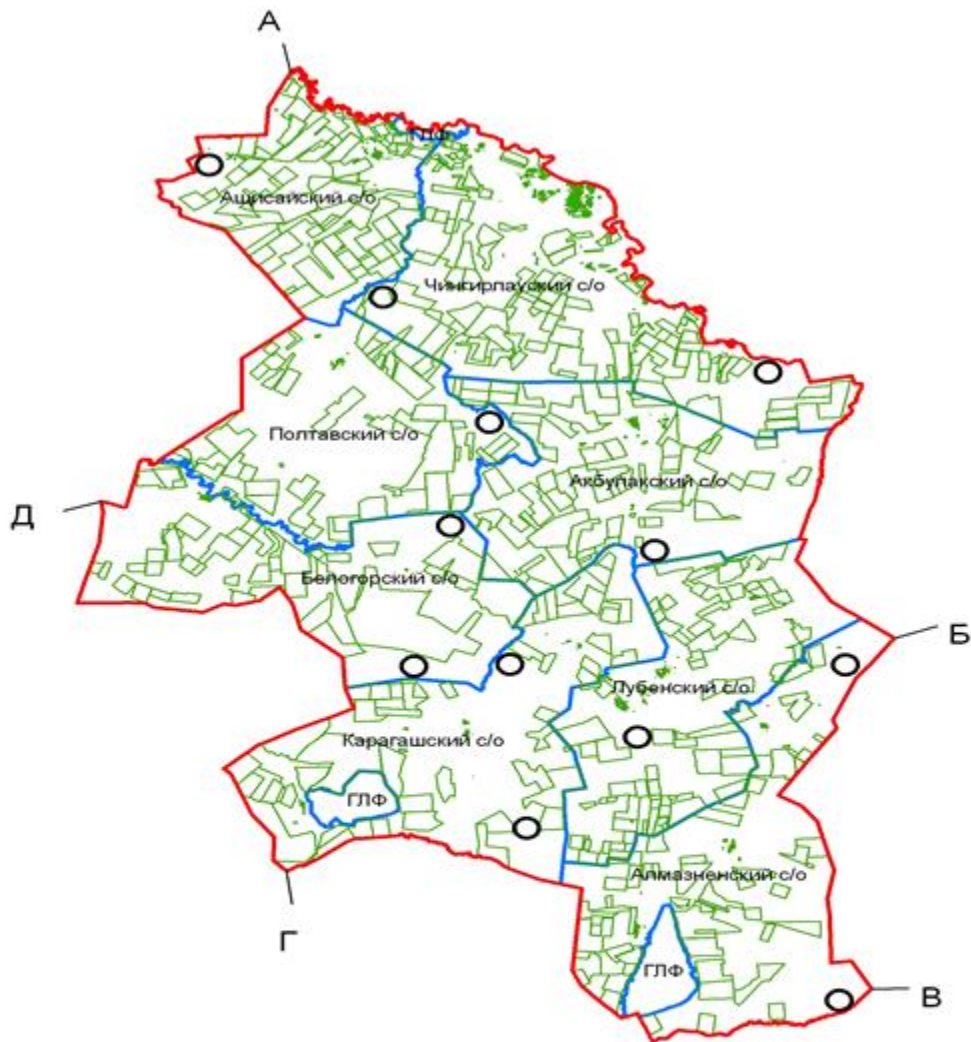 А
ГЛФ
Ащисайский с/о
Чингирлауский с/о
Полтавский с/о
Акбулакский с/о
Д
Белогорский с/о
Б
Лубенский с/о
Карагашский с/о
ГЛФ
Алмазненский с/о
Г
ГЛФ
В